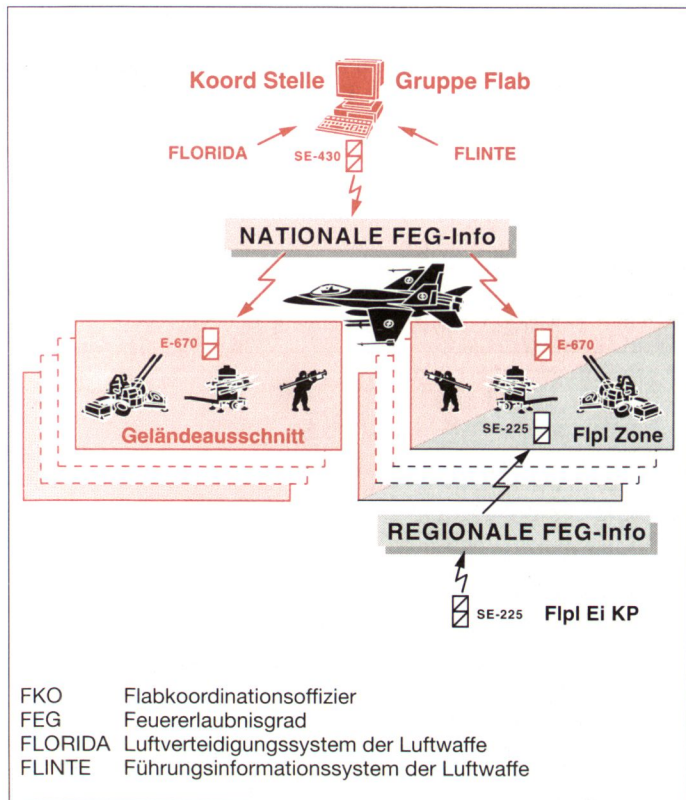 Koord Stelle Gruppe Flab
FLORIDA SE-430 FLINTE
NATIONALE FEG-Info
E-670 E-670
Geländeausschnitt SE-225 Flpl Zone
REGIONALE FEG-Info
SE-225 Flpl Ei KP
FKO Flabkoordinationsoffizier
FEG Feuererlaubnisgrad
FLORIDA Luftverteidigungssystem der Luftwaffe
FLINTE Führungsinformationssystem der Luftwaffe